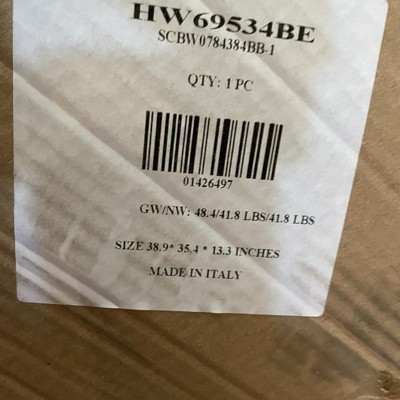 HW69534BE
SCBW0784384BB-1
QTY: 1 PC
01426497
GW/NW: 48.4/41.8 LBS/41.8 LBS
SIZE 38.9* 35.4 * 13.3 INCHES
MADE IN ITALY